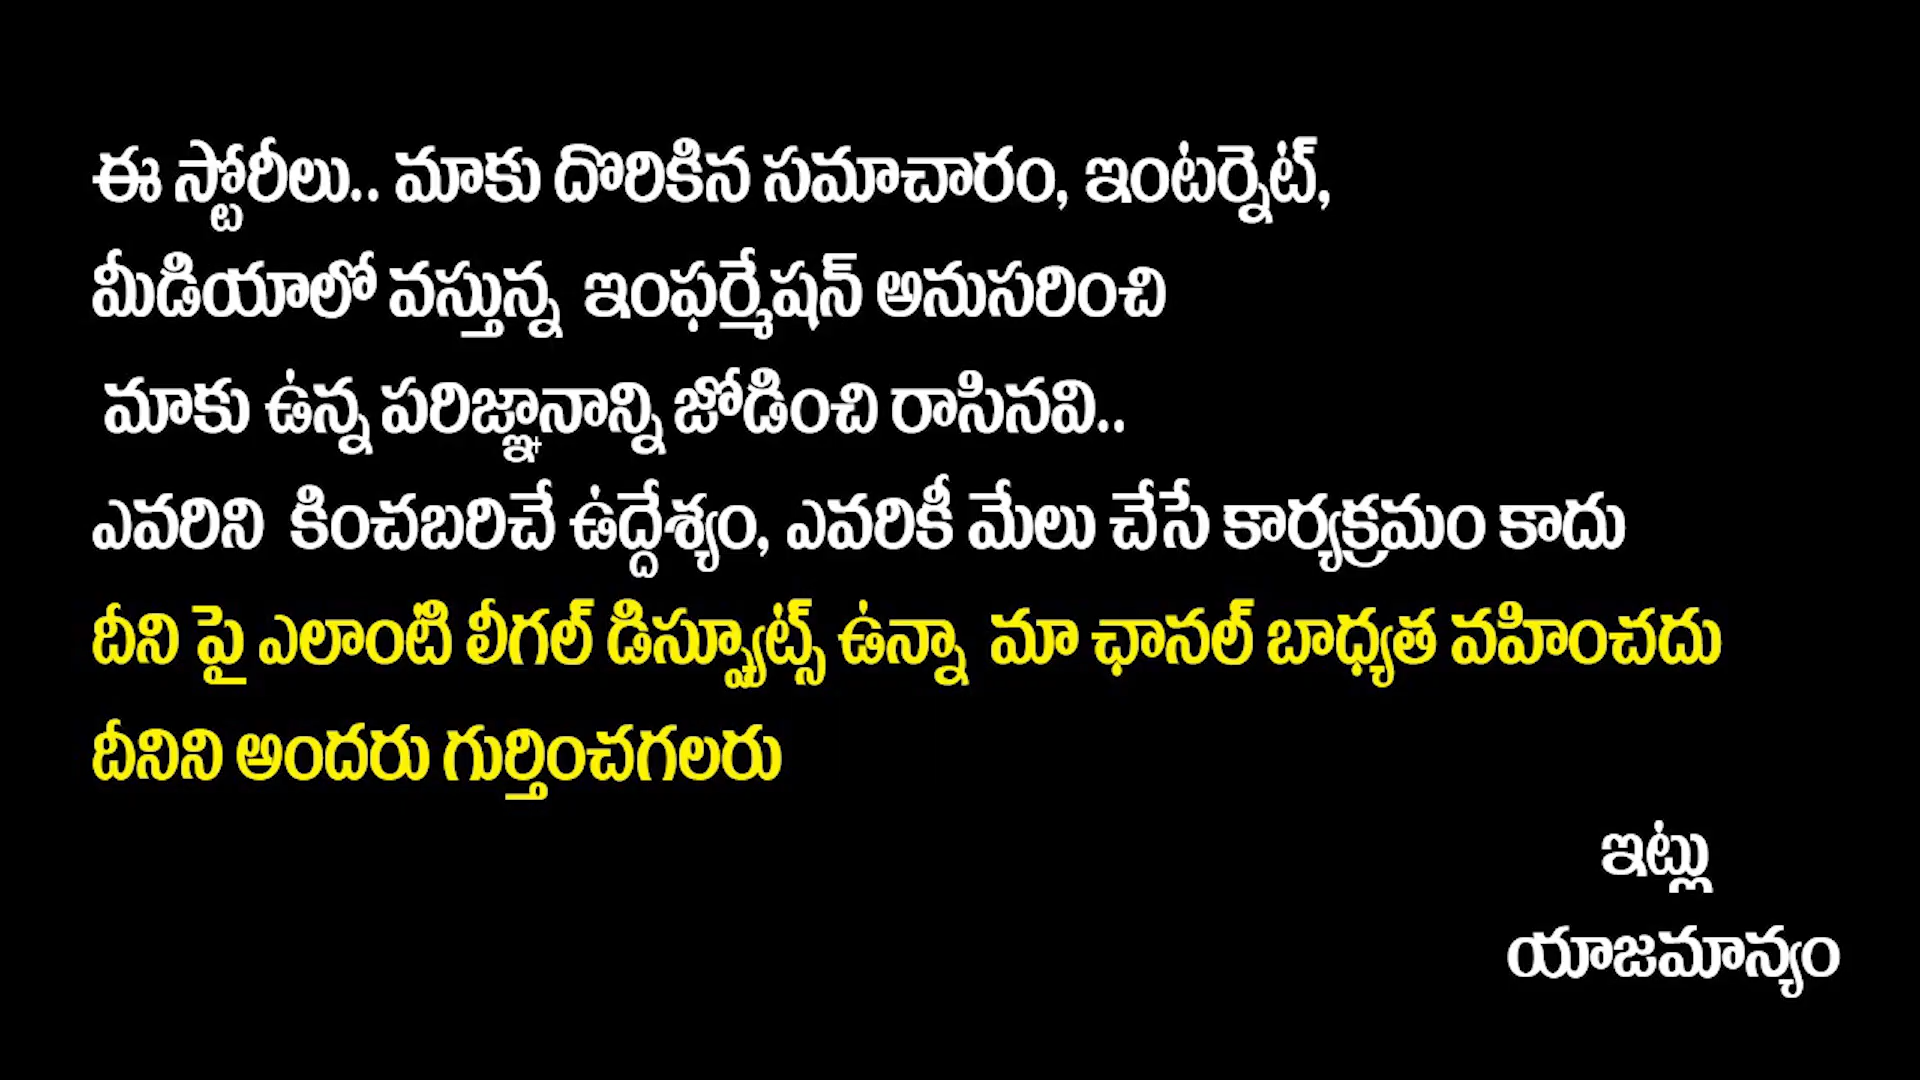 ఈ స్టోరీలు.. మాకు దొరికిన సమాచారం, ఇంటర్నెట్,
మీడియాలో వస్తున్న ఇంఫర్మేషన్ అనుసరించి
మాకు ఉన్న పరిజ్ఞానాన్ని జోడించి రాసినవి..
ఎవరిని కించబరిచే ఉద్దేశ్యం, ఎవరికీ మేలు చేసే కార్యక్రమం కాదు
దీని పై ఎలాంటి లీగల్ డిస్ప్యూట్స్ ఉన్నా మా ఛానల్ బాధ్యత వహించదు
దీనిని అందరు గుర్తించగలరు
ఇట్లు
యాజమాన్యం